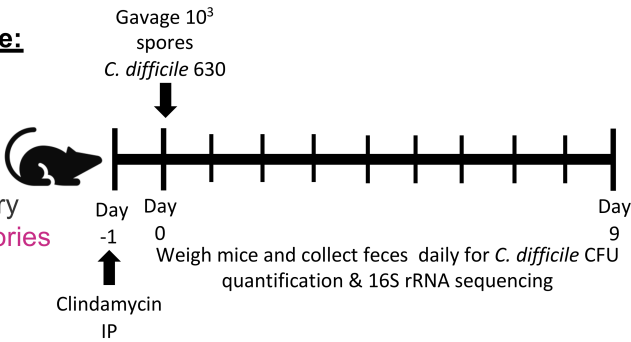 Gavage 10³
spores
C. difficile 630
e:
ry
ories
Day
-1
Day
0
Day
9
Weigh mice and collect feces daily for C. difficile CFU
quantification & 16S rRNA sequencing
Clindamycin
IP